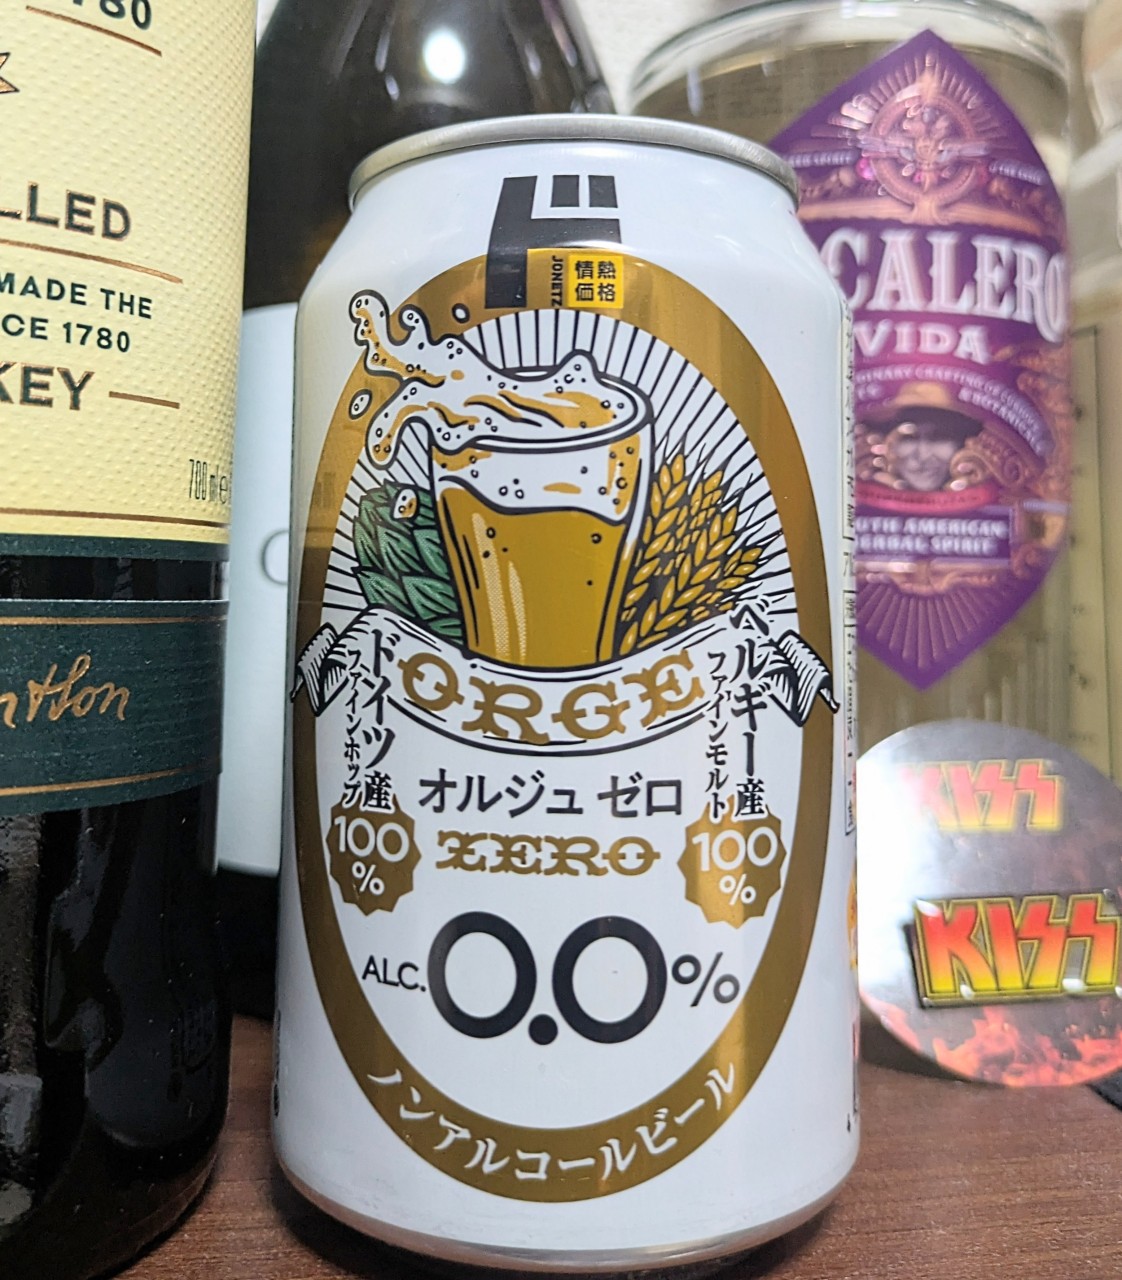 1780
LLED
MADE THE
CE 1780
KEY
700 ml
ド
JONETZ
情熱
価格
ORGE
ドイツ産
ファインホップ
100
%
ベルギー産
ファインモルト
100
%
オルジュ ゼロ
ZERO
ALC. 0.0%
ノンアルコールビール
CALERO
VIDA
SPIRIT
KISS
KISS